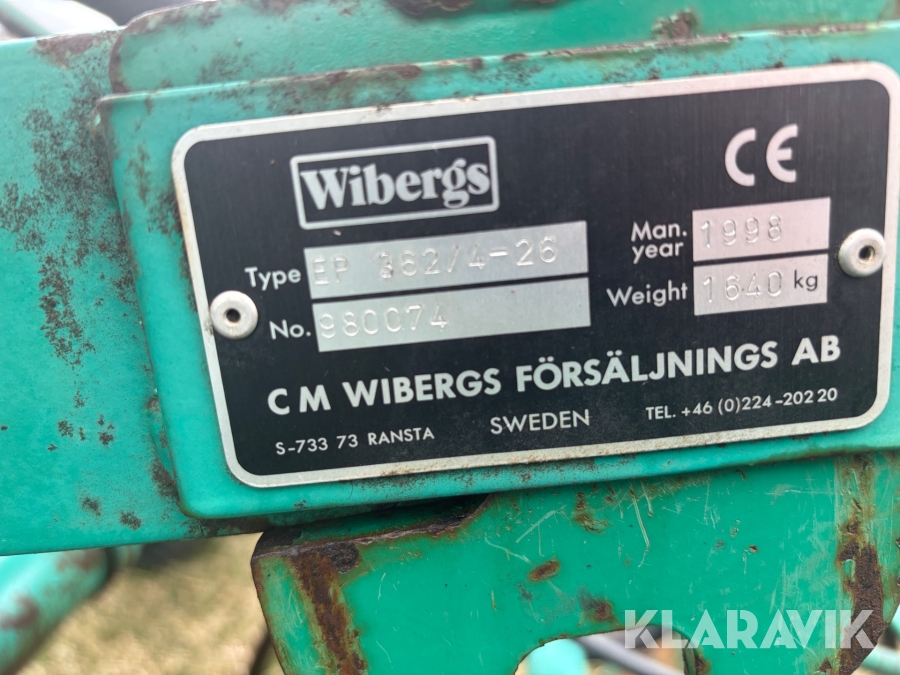 Wibergs
CE
Type EP 362/4-26
Man. year 1998
No. 980074
Weight 1640 kg
C M WIBERGS FÖRSÄLJNINGS AB
S-733 73 RANSTA SWEDEN TEL. +46 (0)224-202 20
KLARAVIK